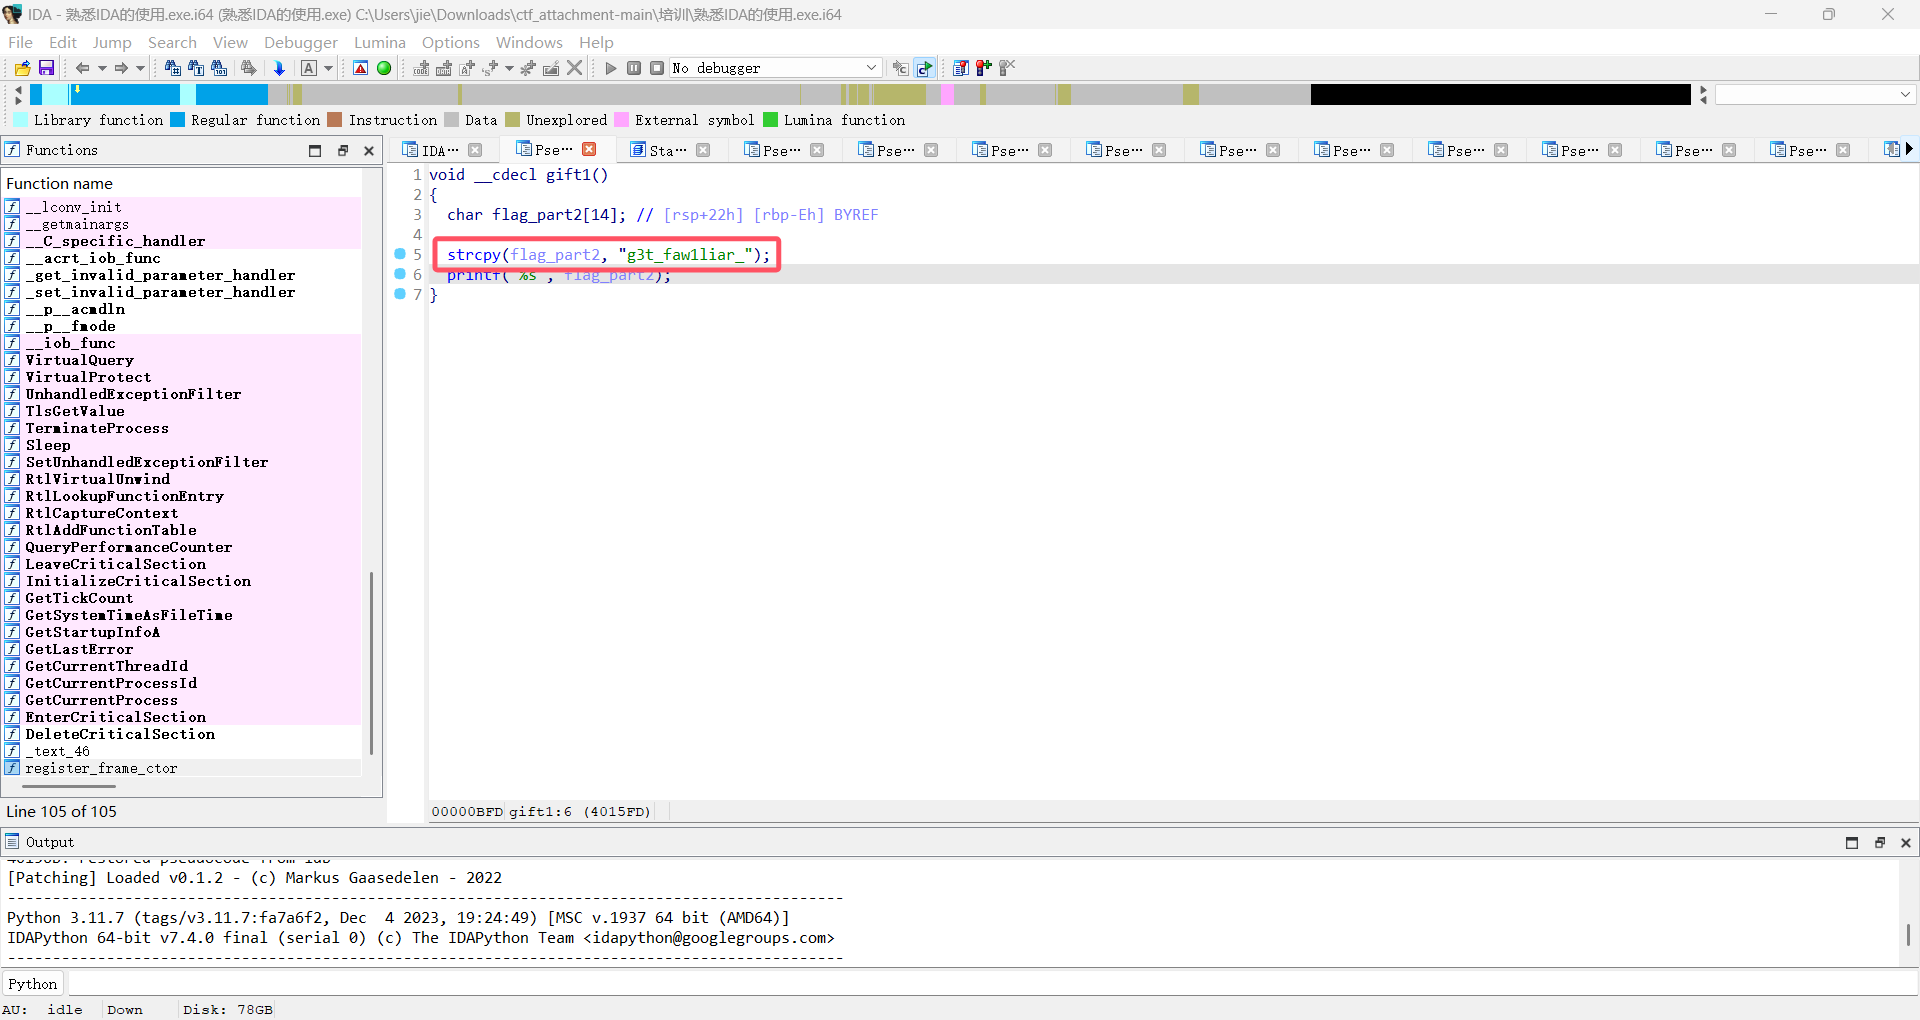 IDA - 熟悉IDA的使用.exe.i64 (熟悉IDA的使用.exe) C:\Users\jie\Downloads\ctf_attachment-main\培训\熟悉IDA的使用.exe.i64
File Edit Jump Search View Debugger Lumina Options Windows Help
No debugger
Library function Regular function Instruction Data Unexplored External symbol Lumina function
Functions
IDA… Pse… Sta… Pse… Pse… Pse… Pse… Pse… Pse… Pse… Pse… Pse… Pse…
Function name
__lconv_init
__getmainargs
__C_specific_handler
__acrt_iob_func
_get_invalid_parameter_handler
_set_invalid_parameter_handler
__p__acmdln
__p__fmode
__iob_func
VirtualQuery
VirtualProtect
UnhandledExceptionFilter
TlsGetValue
TerminateProcess
Sleep
SetUnhandledExceptionFilter
RtlVirtualUnwind
RtlLookupFunctionEntry
RtlCaptureContext
RtlAddFunctionTable
QueryPerformanceCounter
LeaveCriticalSection
InitializeCriticalSection
GetTickCount
GetSystemTimeAsFileTime
GetStartupInfoA
GetLastError
GetCurrentThreadId
GetCurrentProcessId
GetCurrentProcess
EnterCriticalSection
DeleteCriticalSection
_text_46
register_frame_ctor
Line 105 of 105
1 void __cdecl gift1()
2 {
3 char flag_part2[14]; // [rsp+22h] [rbp-Eh] BYREF
4
5 strcpy(flag_part2, "g3t_faw1liar_");
6 printf("%s", flag_part2);
7 }
00000BFD gift1:6 (4015FD)
Output
[Patching] Loaded v0.1.2 - (c) Markus Gaasedelen - 2022
---------------------------------------------------------------------------------------------
Python 3.11.7 (tags/v3.11.7:fa7a6f2, Dec  4 2023, 19:24:49) [MSC v.1937 64 bit (AMD64)]
IDAPython 64-bit v7.4.0 final (serial 0) (c) The IDAPython Team <idapython@googlegroups.com>
---------------------------------------------------------------------------------------------
Python
AU: idle Down Disk: 78GB